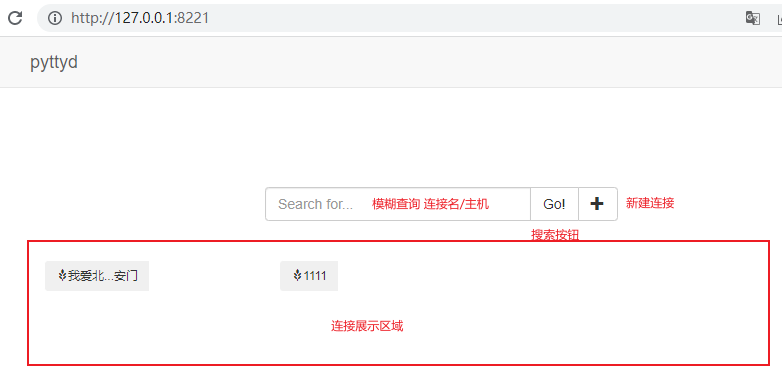 http://127.0.0.1:8221
pyttyd
Search for... 模糊查询 连接名/主机 Go! 新建连接
搜索按钮
我爱北...安门 1111
连接展示区域